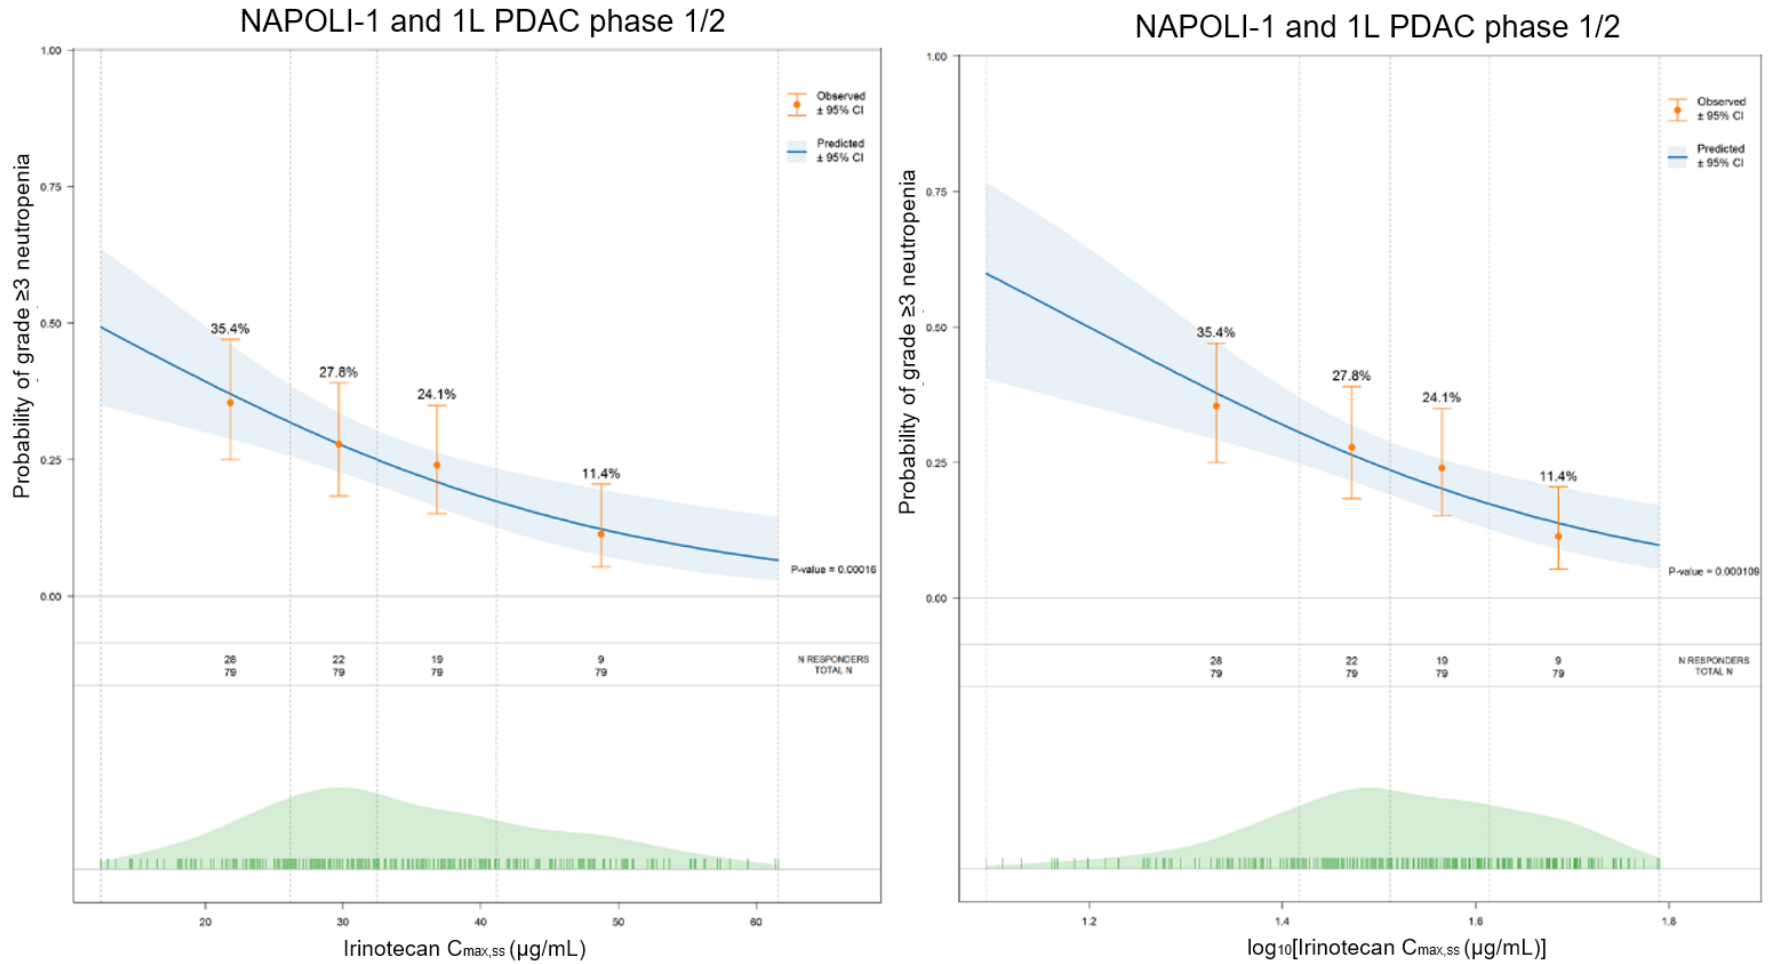 NAPOLI-1 and 1L PDAC phase 1/2
Probability of grade ≥3 neutropenia
1.00
0.75
0.50
0.25
0.00
Observed
± 95% CI
Predicted
± 95% CI
35.4%
27.8%
24.1%
11.4%
P-value = 0.00016
28 22 19 9 N RESPONDERS
79 79 79 79 TOTAL N
20 30 40 50 60
Irinotecan Cmax,ss (µg/mL)
NAPOLI-1 and 1L PDAC phase 1/2
Probability of grade ≥3 neutropenia
1.00
0.75
0.50
0.25
0.00
Observed
± 95% CI
Predicted
± 95% CI
35.4%
27.8%
24.1%
11.4%
P-value = 0.000109
28 22 19 9 N RESPONDERS
79 79 79 79 TOTAL N
1.2 1.4 1.6 1.8
log10[Irinotecan Cmax,ss (µg/mL)]